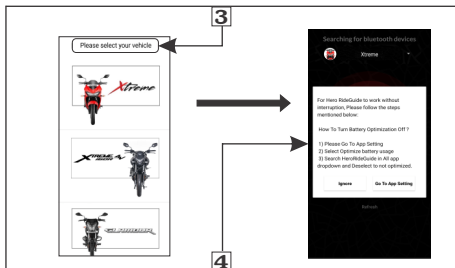 3
Please select your vehicle
Xtreme
XTREME
GLAMOUR
Searching for bluetooth devices
Xtreme
For Hero RideGuide to work without
interruption, Please follow the steps
mentioned below:
How To Turn Battery Optimization Off ?
1) Please Go To App Setting
2) Select Optimize battery usage
3) Search HeroRideGuide in All app
dropdown and Deselect to not optimized.
Ignore Go To App Setting
Refresh
4